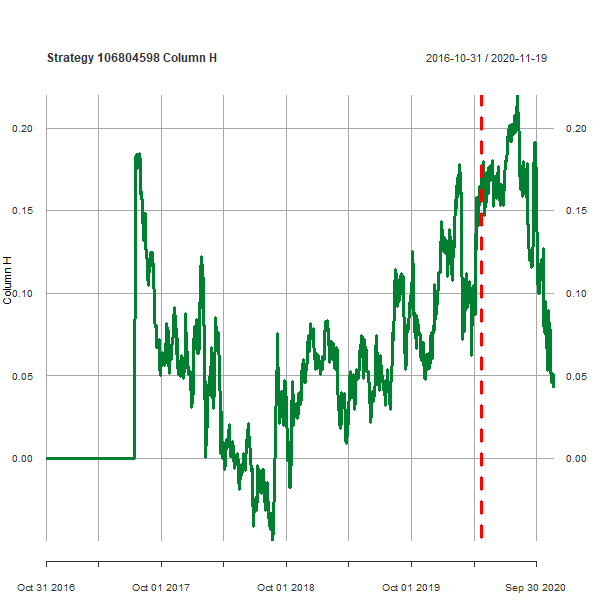 Strategy 106804598 Column H
2016-10-31 / 2020-11-19
0.20
0.20
0.15
0.15
Column H
0.10
0.10
0.05
0.05
0.00
0.00
Oct 31 2016
Oct 01 2017
Oct 01 2018
Oct 01 2019
Sep 30 2020